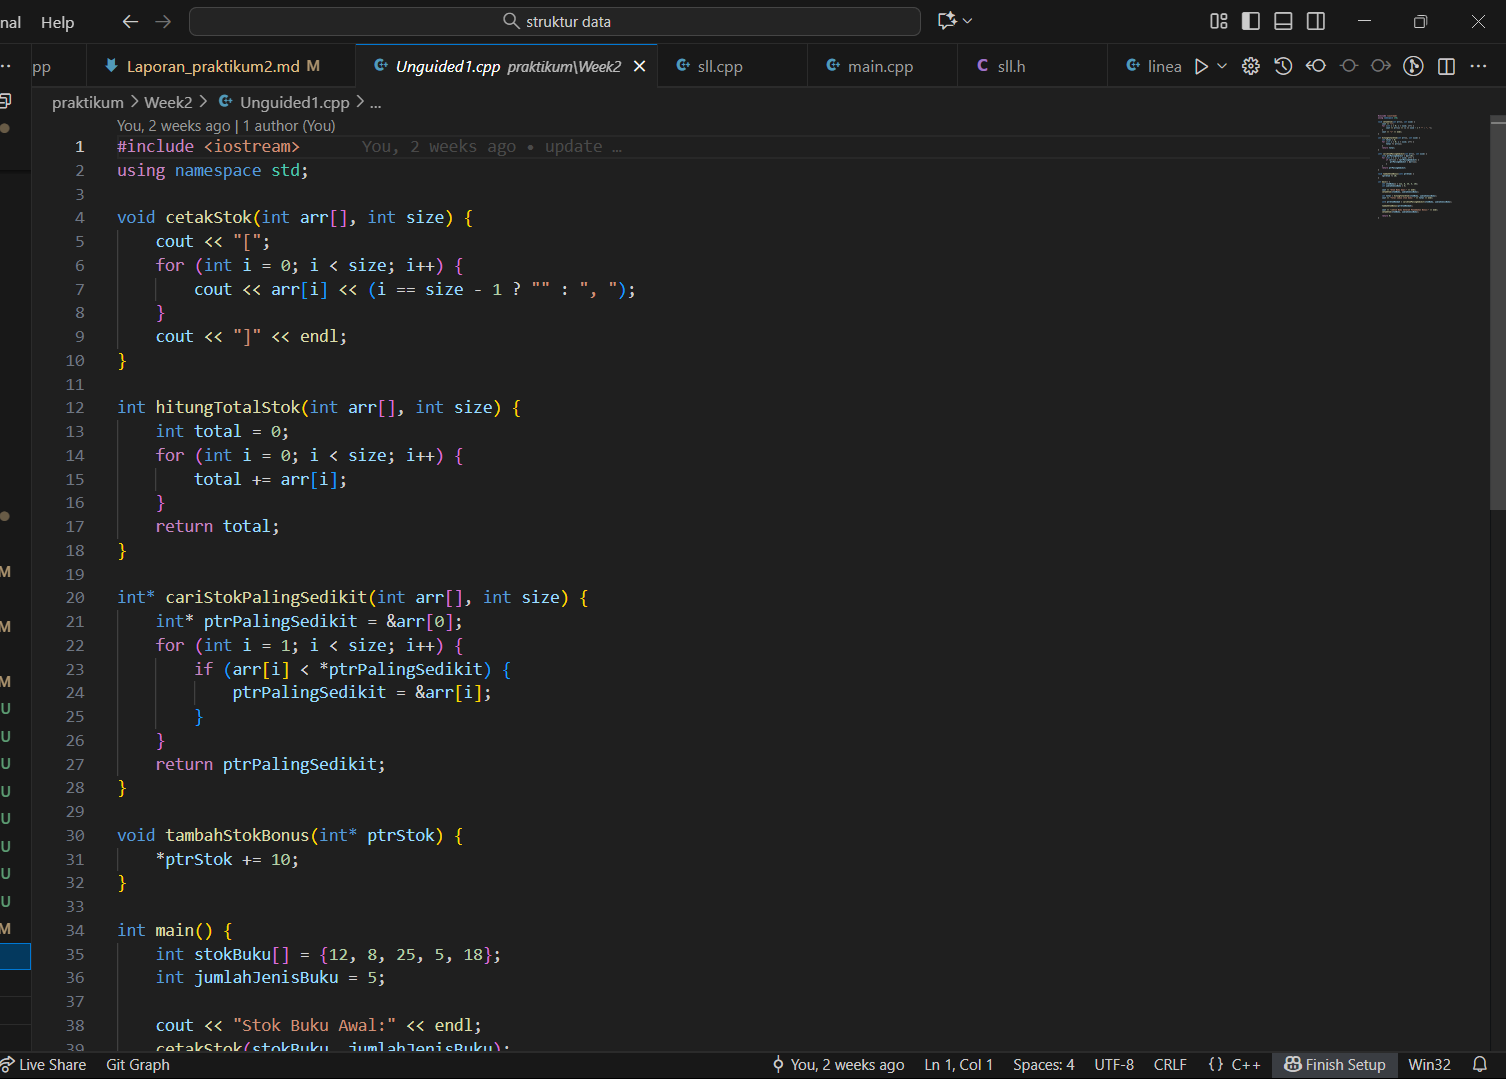 nal Help struktur data
pp Laporan_praktikum2.md M Unguided1.cpp praktikum\Week2 sll.cpp main.cpp sll.h linea
praktikum > Week2 > Unguided1.cpp > ...
You, 2 weeks ago | 1 author (You)
1 #include <iostream> You, 2 weeks ago • update …
2 using namespace std;
3
4 void cetakStok(int arr[], int size) {
5 cout << "[";
6 for (int i = 0; i < size; i++) {
7 cout << arr[i] << (i == size - 1 ? "" : ", ");
8 }
9 cout << "]" << endl;
10 }
11
12 int hitungTotalStok(int arr[], int size) {
13 int total = 0;
14 for (int i = 0; i < size; i++) {
15 total += arr[i];
16 }
17 return total;
18 }
19
20 int* cariStokPalingSedikit(int arr[], int size) {
21 int* ptrPalingSedikit = &arr[0];
22 for (int i = 1; i < size; i++) {
23 if (arr[i] < *ptrPalingSedikit) {
24 ptrPalingSedikit = &arr[i];
25 }
26 }
27 return ptrPalingSedikit;
28 }
29
30 void tambahStokBonus(int* ptrStok) {
31 *ptrStok += 10;
32 }
33
34 int main() {
35 int stokBuku[] = {12, 8, 25, 5, 18};
36 int jumlahJenisBuku = 5;
37
38 cout << "Stok Buku Awal:" << endl;
39 cetakStok(stokBuku, jumlahJenisBuku);
M
M
M
U
U
U
U
U
U
U
U
M
Live Share Git Graph You, 2 weeks ago Ln 1, Col 1 Spaces: 4 UTF-8 CRLF {} C++ Finish Setup Win32